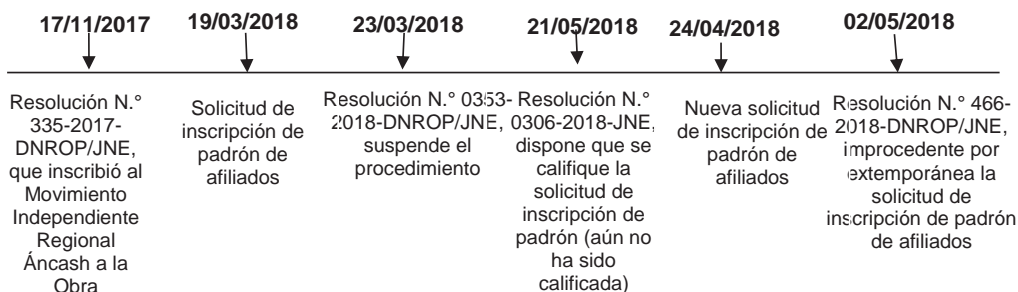 17/11/2017
19/03/2018
23/03/2018
21/05/2018
24/04/2018
02/05/2018
Resolución N.°
335-2017-
DNROP/JNE,
que inscribió al
Movimiento
Independiente
Regional
Áncash a la
Obra
Solicitud de
inscripción de
padrón de
afiliados
Resolución N.° 0353-
2018-DNROP/JNE,
suspende el
procedimiento
Resolución N.°
0306-2018-JNE,
dispone que se
califique la
solicitud de
inscripción de
padrón (aún no
ha sido
calificada)
Nueva solicitud
de inscripción de
padrón de
afiliados
Resolución N.° 466-
2018-DNROP/JNE,
improcedente por
extemporánea la
solicitud de
inscripción de padrón
de afiliados